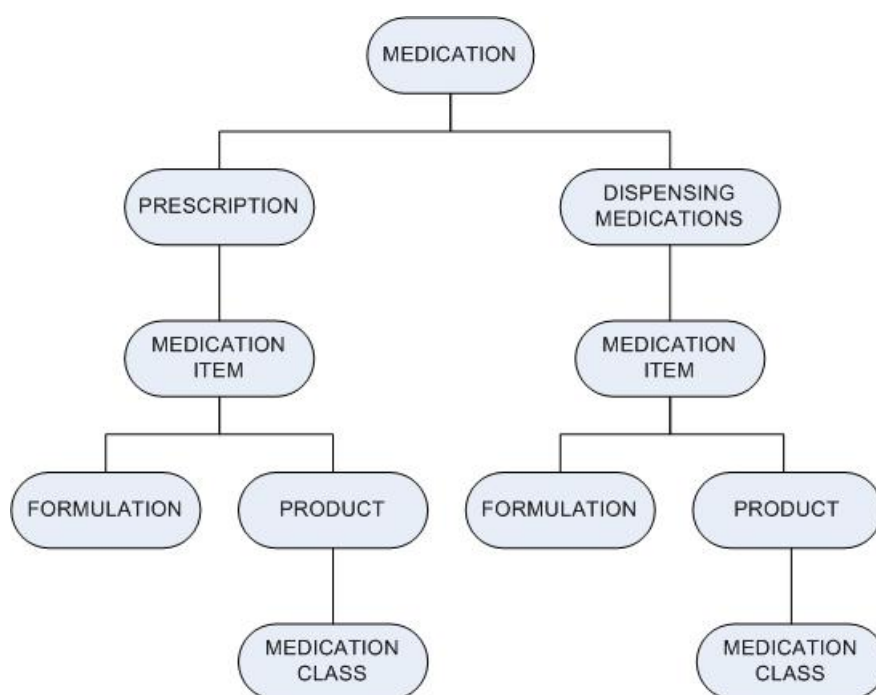 MEDICATION
PRESCRIPTION
DISPENSING
MEDICATIONS
MEDICATION
ITEM
MEDICATION
ITEM
FORMULATION
PRODUCT
FORMULATION
PRODUCT
MEDICATION
CLASS
MEDICATION
CLASS